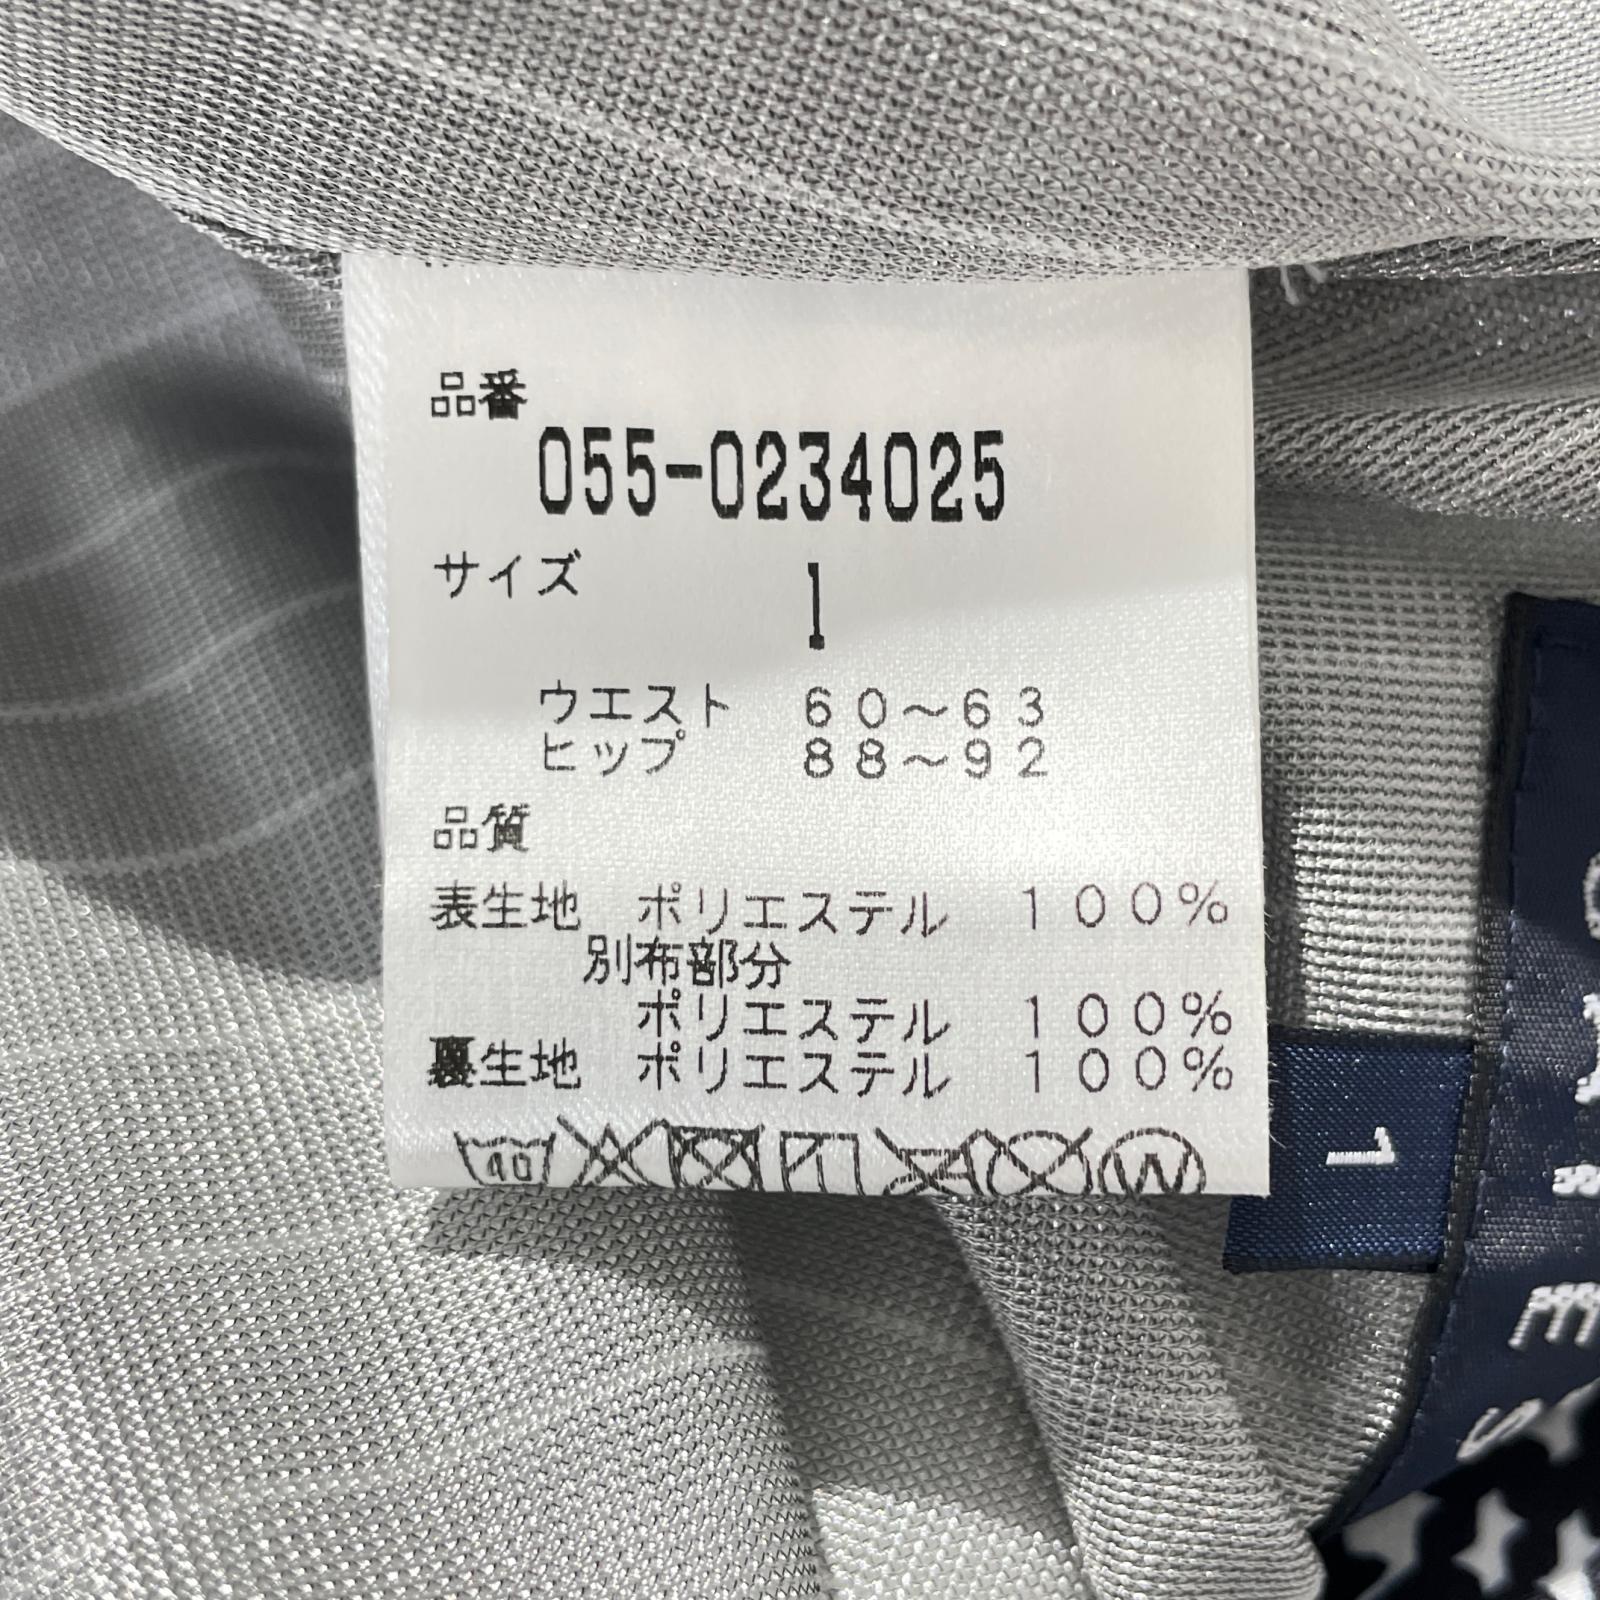 品番
055-0234025
サイズ 1
ウエスト 60~63
ヒップ 88~92
品質
表生地 ポリエステル 100%
別布部分
ポリエステル 100%
裏生地 ポリエステル 100%
40 W
1